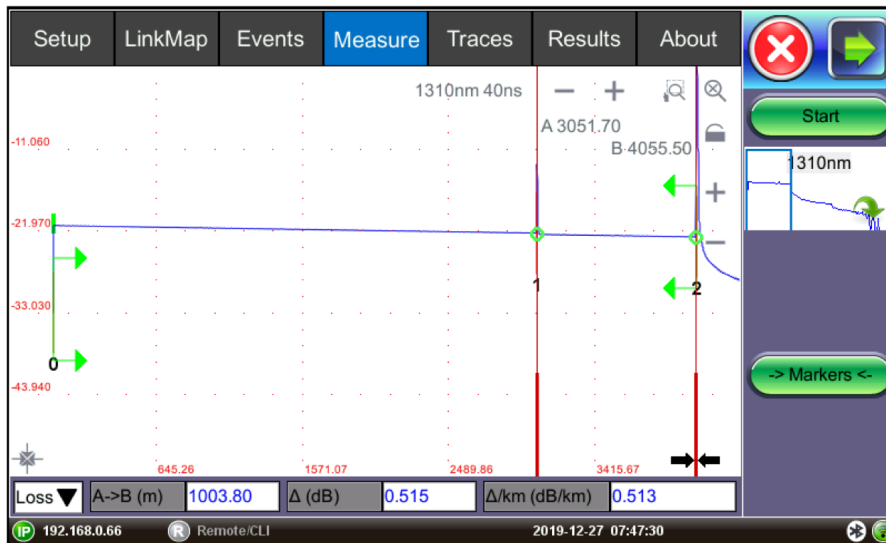 Setup LinkMap Events Measure Traces Results About
1310nm 40ns
A 3051.70
B 4055.50
Start
1310nm
-11.060
-21.970
-33.030
-43.940
0
1
2
645.26 1571.07 2489.86 3415.67
-> Markers <-
Loss A->B (m) 1003.80 Δ (dB) 0.515 Δ/km (dB/km) 0.513
IP 192.168.0.66 R Remote/CLI 2019-12-27 07:47:30